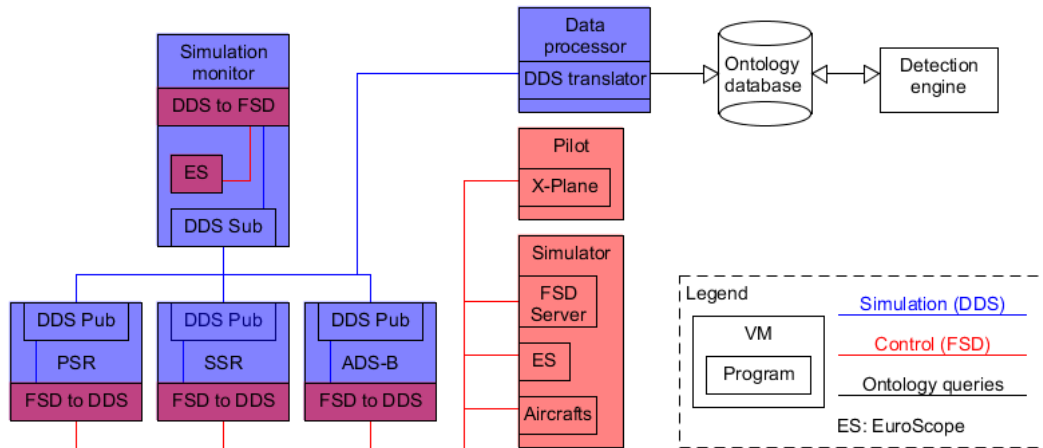 Simulation
monitor
DDS to FSD
ES
DDS Sub
DDS Pub
PSR
FSD to DDS
DDS Pub
SSR
FSD to DDS
DDS Pub
ADS-B
FSD to DDS
Data
processor
DDS translator
Ontology
database
Detection
engine
Pilot
X-Plane
Simulator
FSD
Server
ES
Aircrafts
Legend
VM
Program
Simulation (DDS)
Control (FSD)
Ontology queries
ES: EuroScope